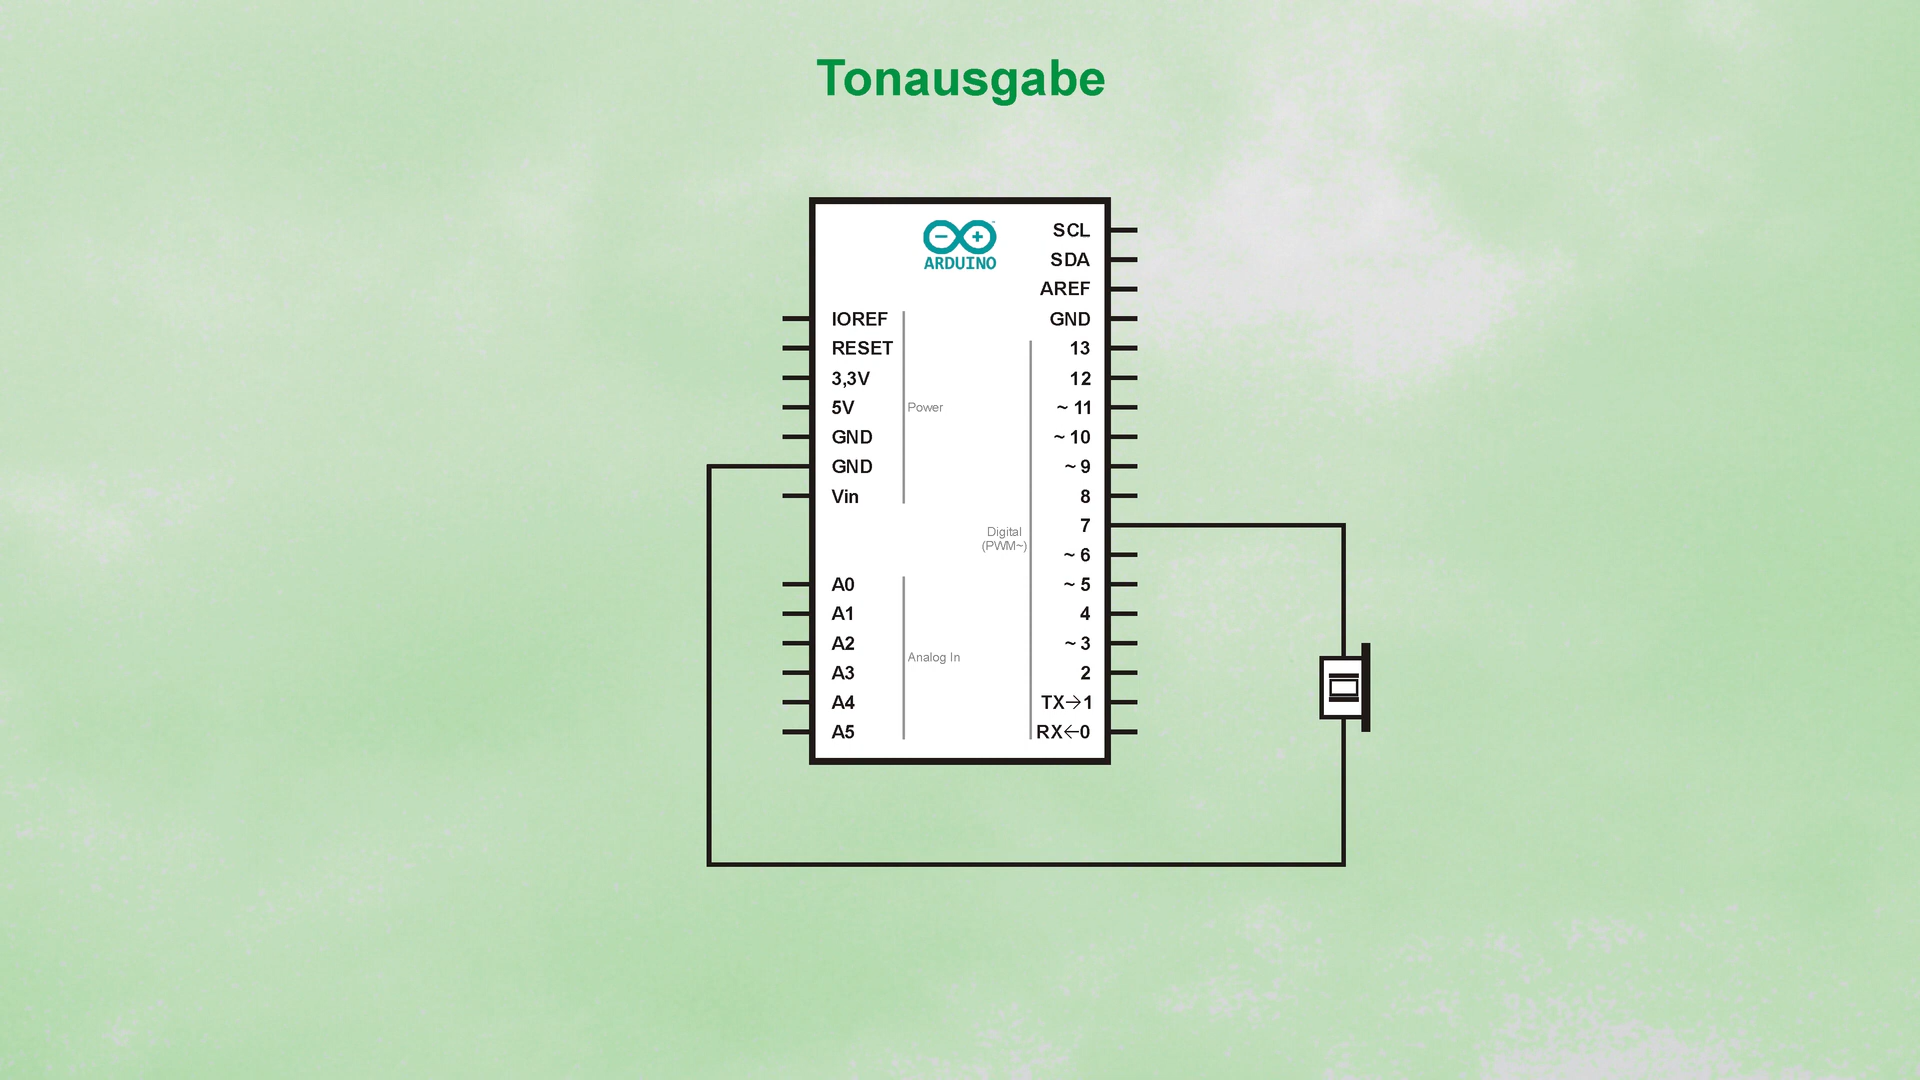 Tonausgabe
ARDUINO
IOREF
RESET
3,3V
5V
GND
GND
Vin
Power
A0
A1
A2
A3
A4
A5
Analog In
SCL
SDA
AREF
GND
13
12
~ 11
~ 10
~ 9
8
7
~ 6
~ 5
4
~ 3
2
TX→1
RX←0
Digital
(PWM~)